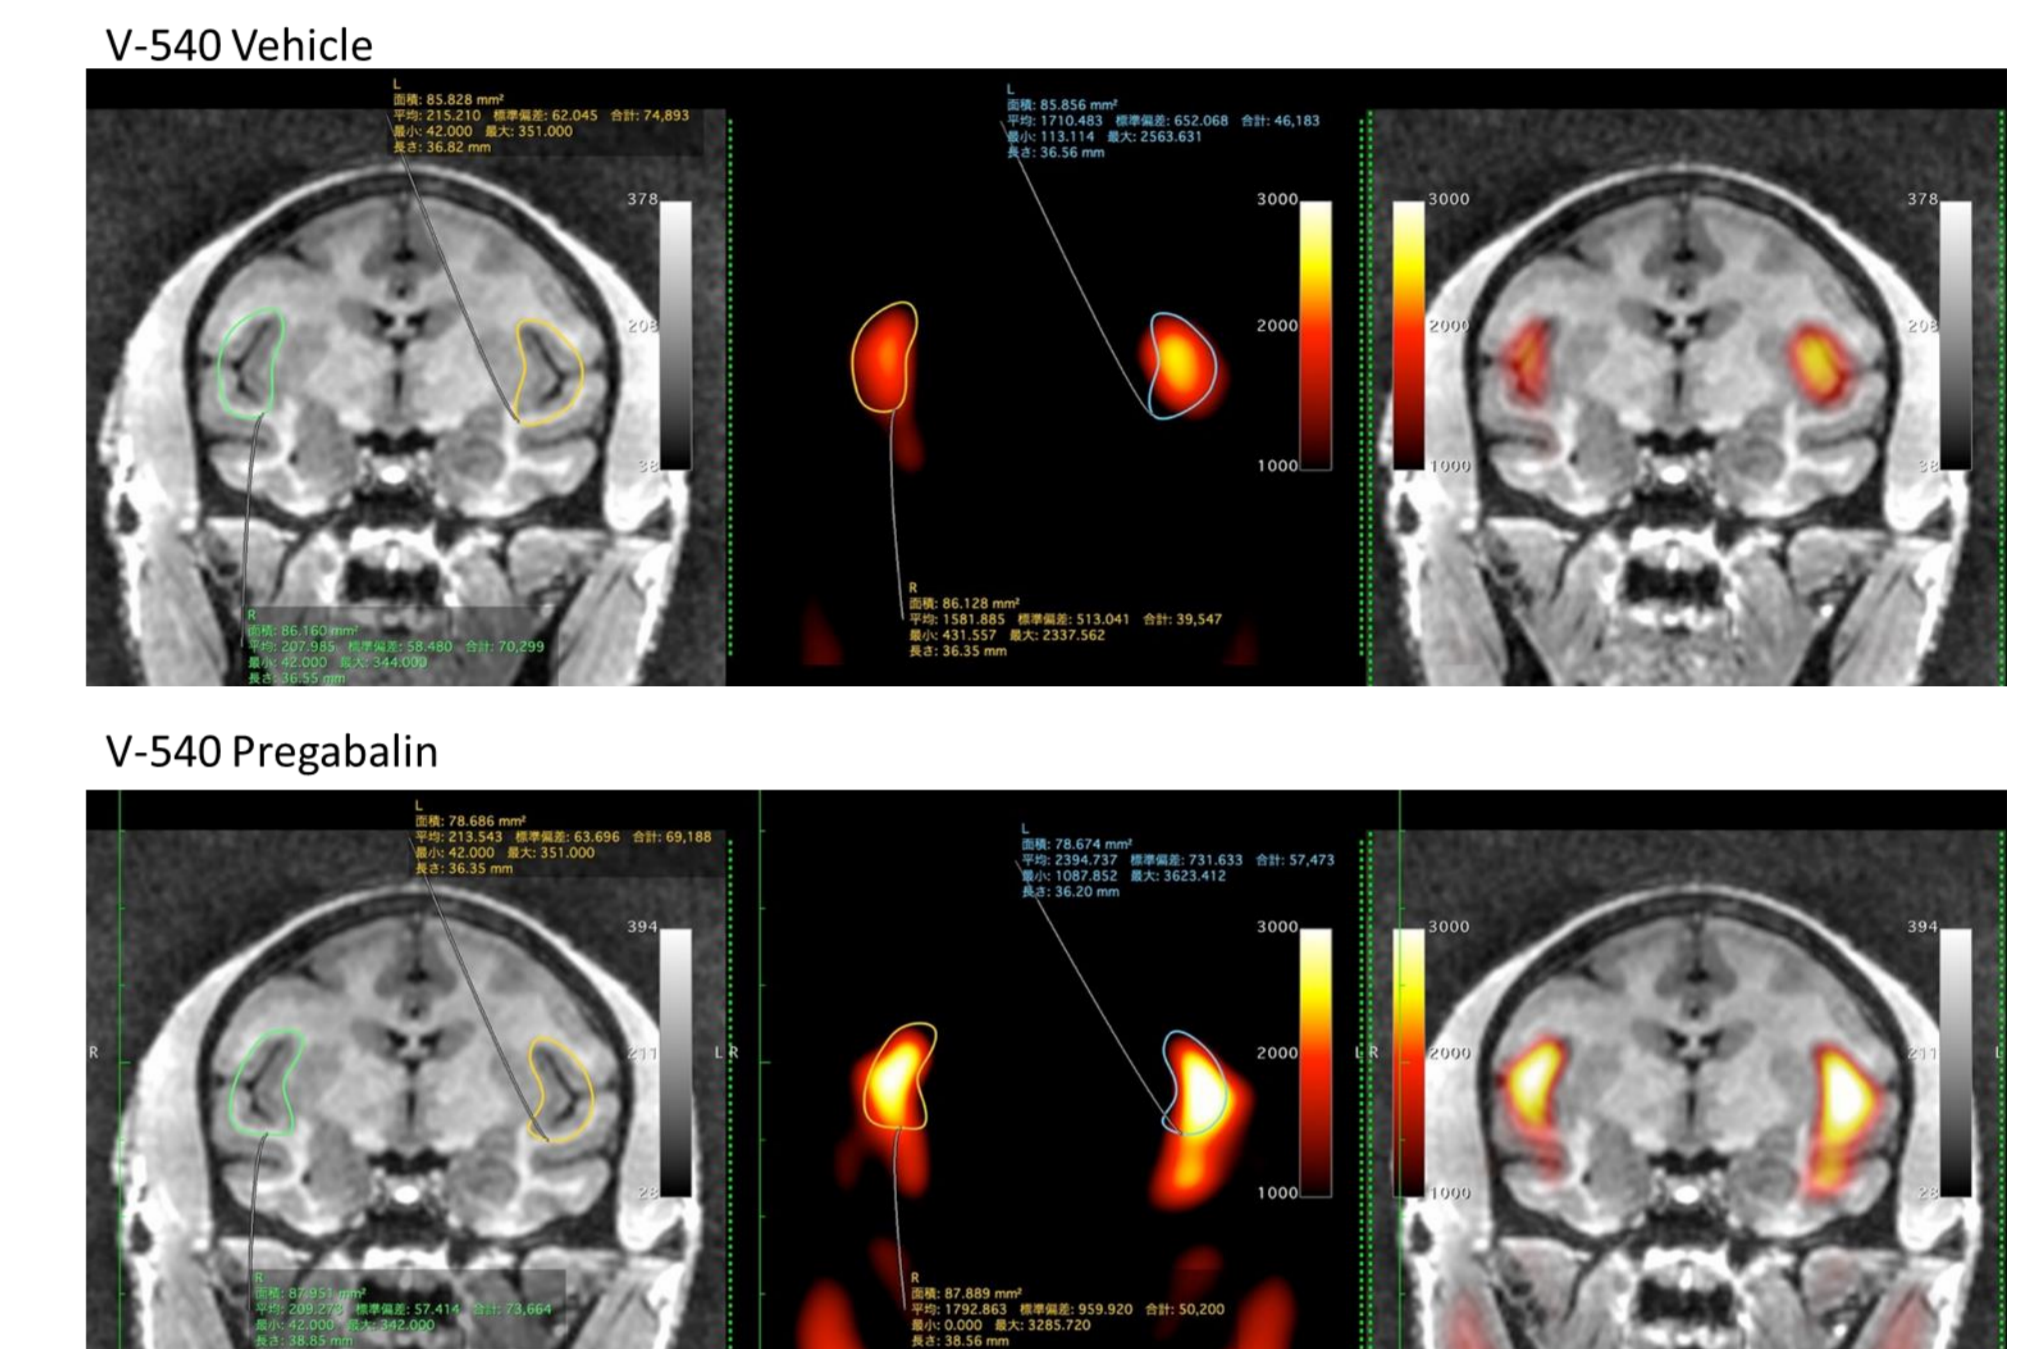 V-540 Vehicle
L
面積: 85.828 mm²
平均: 215.210 標準偏差: 62.045 合計: 74,893
最小: 42.000 最大: 351.000
長さ: 36.82 mm
L
面積: 85.856 mm²
平均: 1710.483 標準偏差: 652.068 合計: 46,183
最小: 113.114 最大: 2563.631
長さ: 36.56 mm
378
208
38
3000
2000
1000
3000
2000
1000
378
208
38
R
面積: 86.160 mm²
平均: 207.985 標準偏差: 58.480 合計: 70,299
最小: 42.000 最大: 344.000
長さ: 36.55 mm
R
面積: 86.128 mm²
平均: 1581.885 標準偏差: 513.041 合計: 39,547
最小: 431.557 最大: 2337.562
長さ: 36.35 mm
V-540 Pregabalin
L
面積: 78.686 mm²
平均: 213.543 標準偏差: 63.696 合計: 69,188
最小: 42.000 最大: 351.000
長さ: 36.35 mm
L
面積: 78.674 mm²
平均: 2394.737 標準偏差: 731.633 合計: 57,473
最小: 1087.852 最大: 3623.412
長さ: 36.20 mm
394
211
28
3000
2000
1000
3000
2000
1000
394
211
28
R
L R
L R
L
R
面積: 87.951 mm²
平均: 209.273 標準偏差: 57.414 合計: 73,664
最小: 42.000 最大: 342.000
長さ: 38.85 mm
R
面積: 87.889 mm²
平均: 1792.863 標準偏差: 959.920 合計: 50,200
最小: 0.000 最大: 3285.720
長さ: 38.56 mm